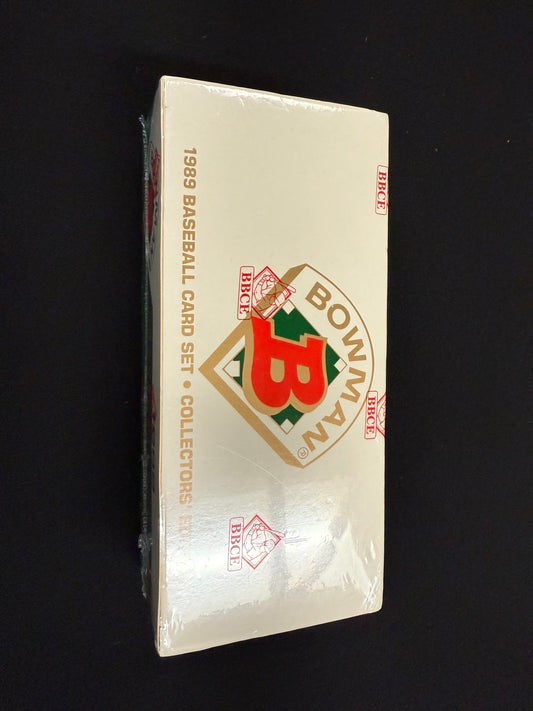 BOWMAN®
B
1989 BASEBALL CARD SET • COLLECTORS'
BBCE
BBCE
BBCE
BBCE